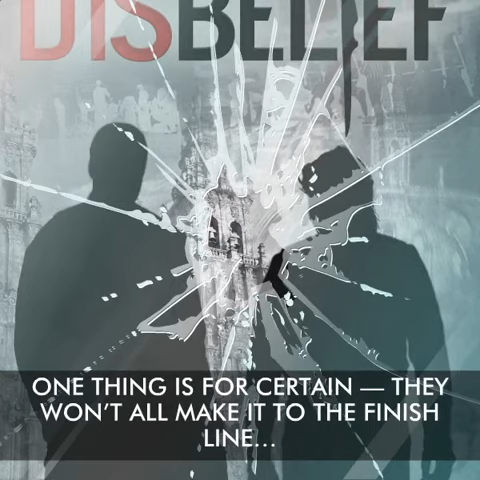 DISBELIEF
ONE THING IS FOR CERTAIN — THEY
WON'T ALL MAKE IT TO THE FINISH
LINE...